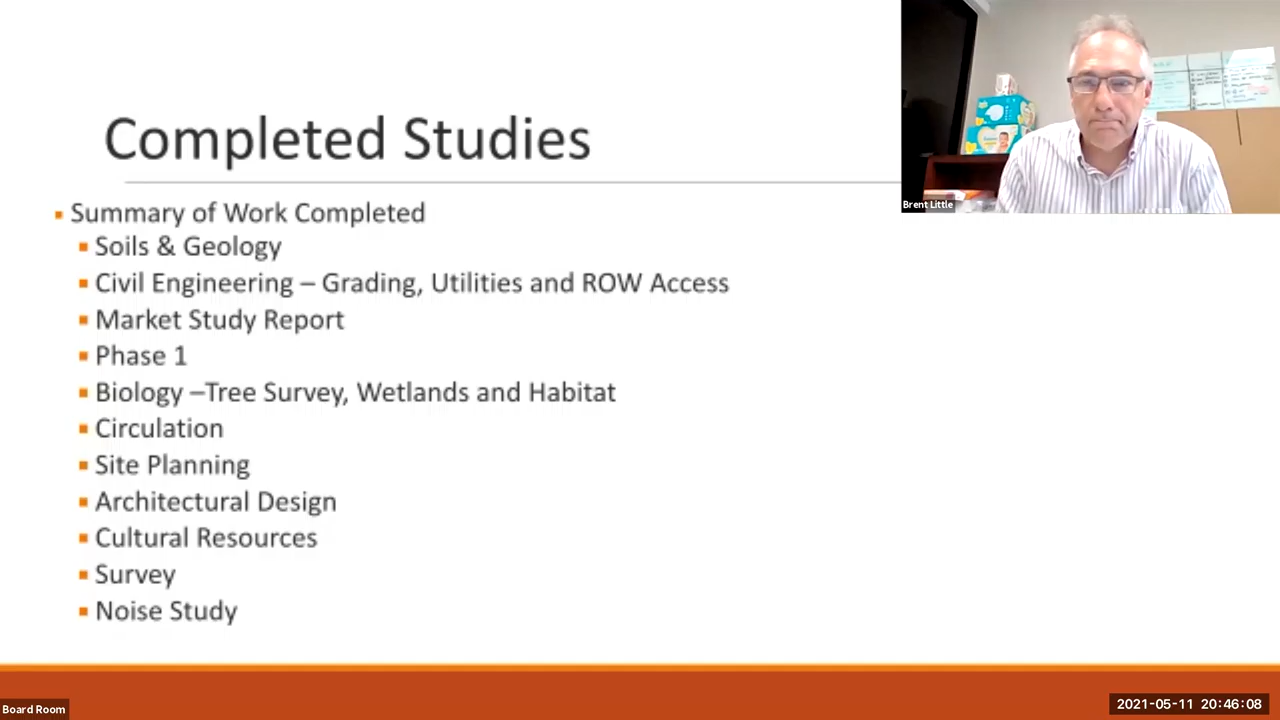 Completed Studies
Summary of Work Completed
Soils & Geology
Civil Engineering – Grading, Utilities and ROW Access
Market Study Report
Phase 1
Biology –Tree Survey, Wetlands and Habitat
Circulation
Site Planning
Architectural Design
Cultural Resources
Survey
Noise Study
Brent Little
Board Room
2021-05-11 20:46:08